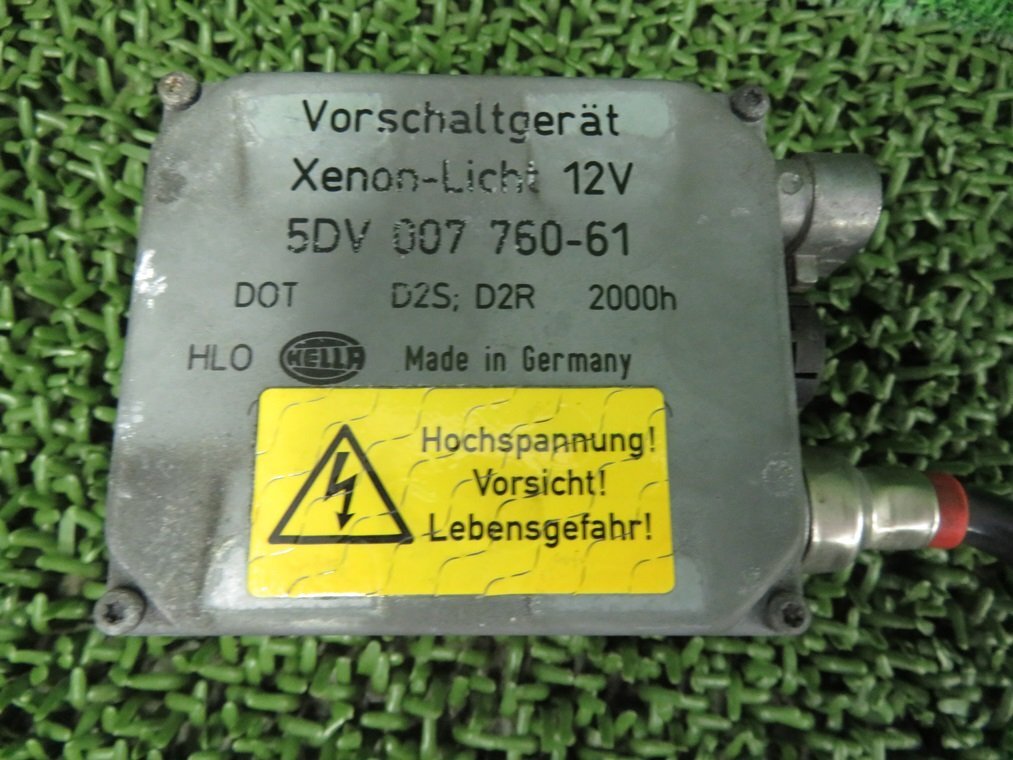 Vorschaltgerät
Xenon-Licht 12V
5DV 007 760-61
DOT D2S; D2R 2000h
HLO HELLA Made in Germany
Hochspannung!
Vorsicht!
Lebensgefahr!